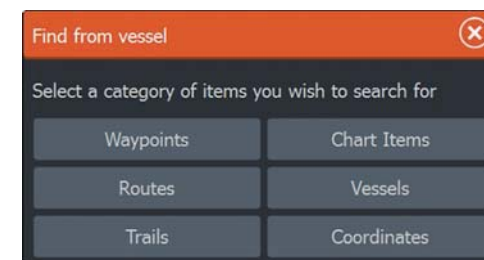 Find from vessel
Select a category of items you wish to search for
Waypoints
Chart Items
Routes
Vessels
Trails
Coordinates